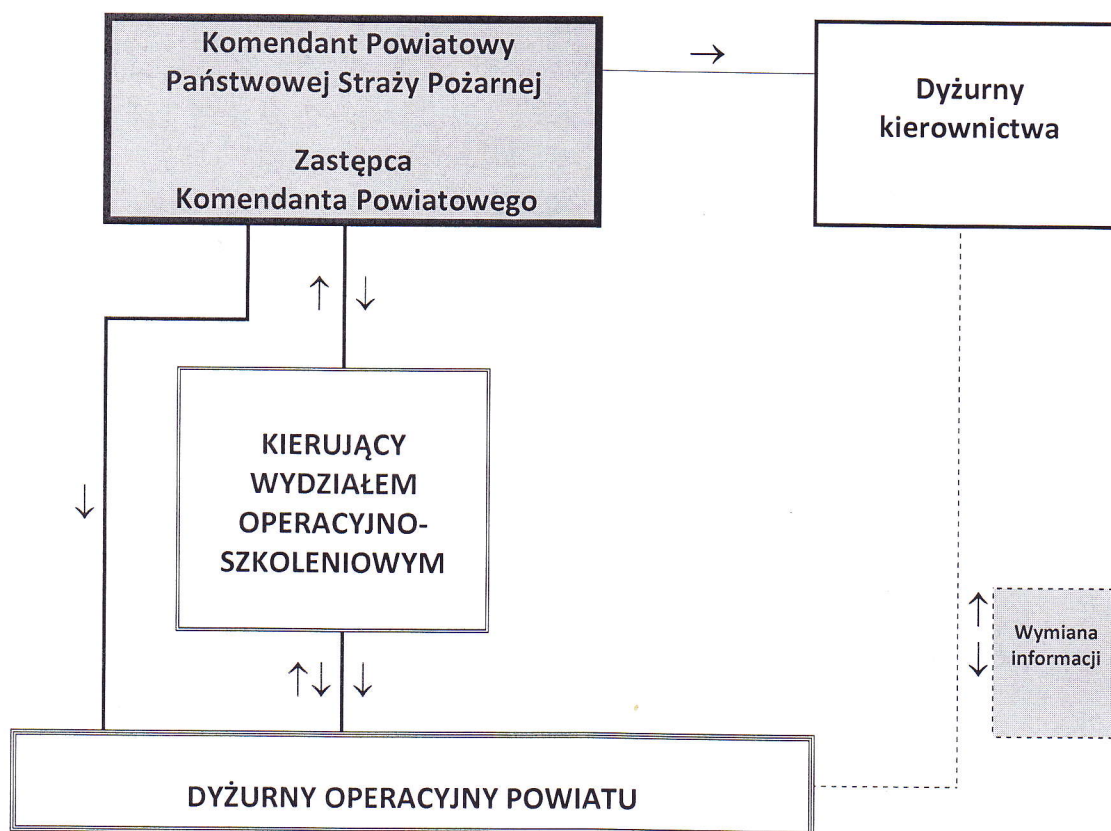 Komendant Powiatowy
Państwowej Straży Pożarnej
Zastępca
Komendanta Powiatowego
→
Dyżurny
kierownictwa
↑ ↓
↓
KIERUJĄCY
WYDZIAŁEM
OPERACYJNO-
SZKOLENIOWYM
↑↓ ↓
↑
↓
Wymiana
informacji
DYŻURNY OPERACYJNY POWIATU